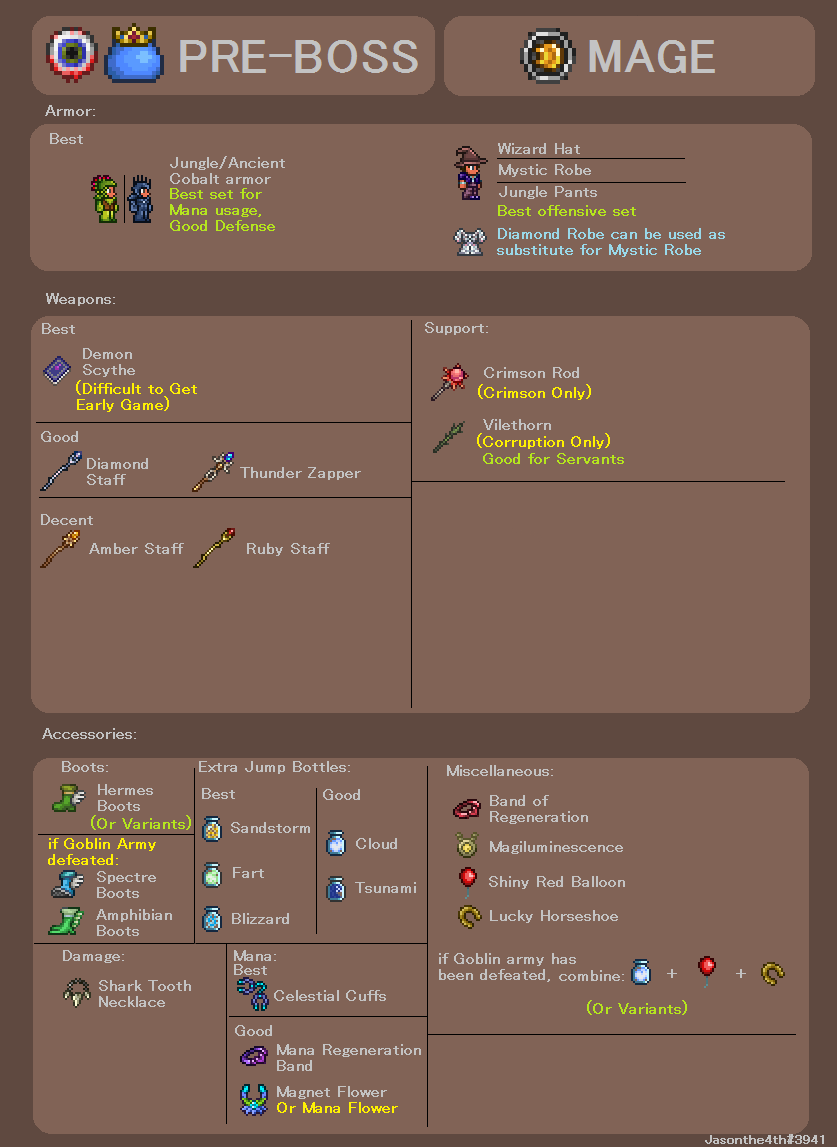 PRE-BOSS
MAGE
Armor:
Best
Jungle/Ancient
Cobalt armor
Best set for
Mana usage,
Good Defense
Wizard Hat
Mystic Robe
Jungle Pants
Best offensive set
Diamond Robe can be used as
substitute for Mystic Robe
Weapons:
Best
Demon
Scythe
(Difficult to Get
Early Game)
Good
Diamond
Staff
Thunder Zapper
Decent
Amber Staff
Ruby Staff
Support:
Crimson Rod
(Crimson Only)
Vilethorn
(Corruption Only)
Good for Servants
Accessories:
Boots:
Hermes
Boots
(Or Variants)
if Goblin Army
defeated:
Spectre
Boots
Amphibian
Boots
Extra Jump Bottles:
Best
Sandstorm
Fart
Blizzard
Good
Cloud
Tsunami
Damage:
Shark Tooth
Necklace
Mana:
Best
Celestial Cuffs
Good
Mana Regeneration
Band
Magnet Flower
Or Mana Flower
Miscellaneous:
Band of
Regeneration
Magiluminescence
Shiny Red Balloon
Lucky Horseshoe
if Goblin army has
been defeated, combine: + +
(Or Variants)
Jasonthe4th#3941